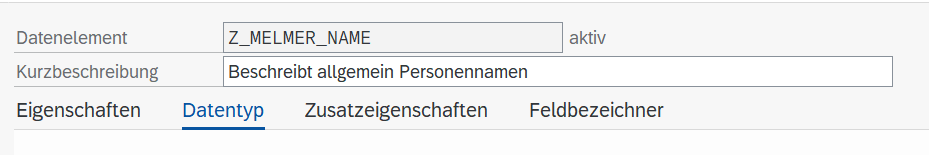 Datenelement Z_MELMER_NAME aktiv
Kurzbeschreibung Beschreibt allgemein Personennamen
Eigenschaften Datentyp Zusatzeigenschaften Feldbezeichner